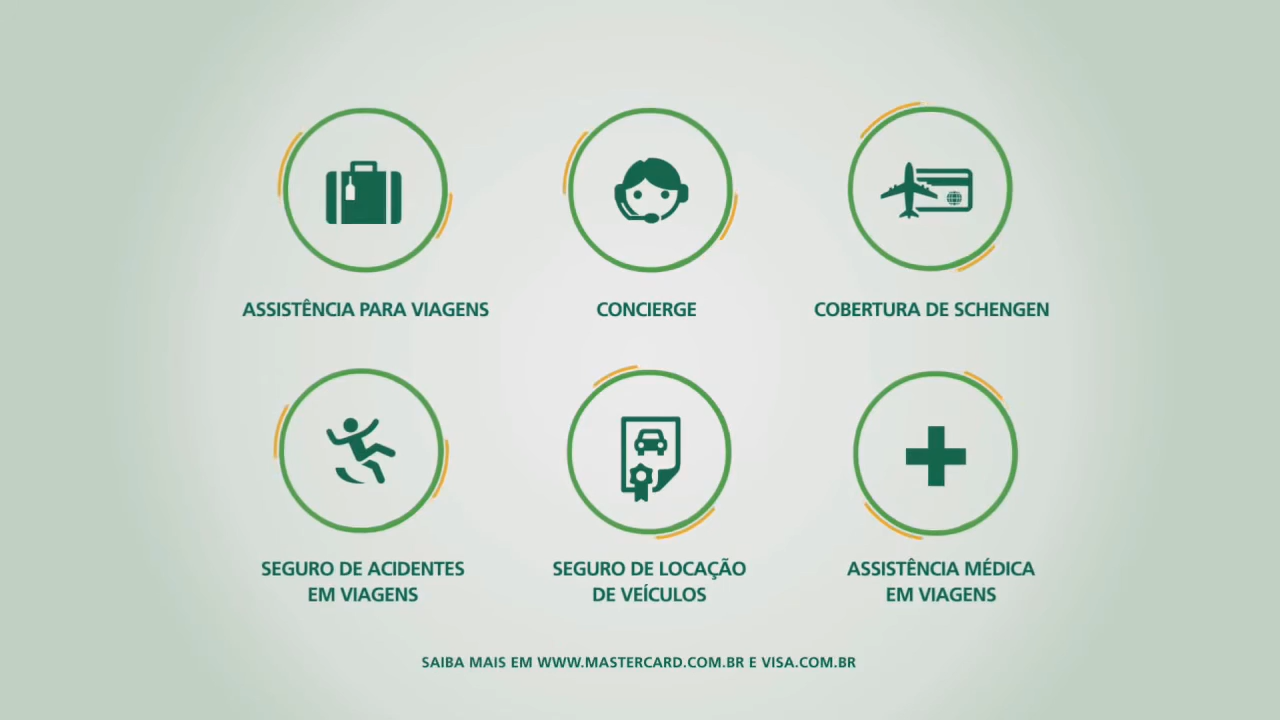 ASSISTÊNCIA PARA VIAGENS
CONCIERGE
COBERTURA DE SCHENGEN
SEGURO DE ACIDENTES
EM VIAGENS
SEGURO DE LOCAÇÃO
DE VEÍCULOS
ASSISTÊNCIA MÉDICA
EM VIAGENS
SAIBA MAIS EM WWW.MASTERCARD.COM.BR E VISA.COM.BR